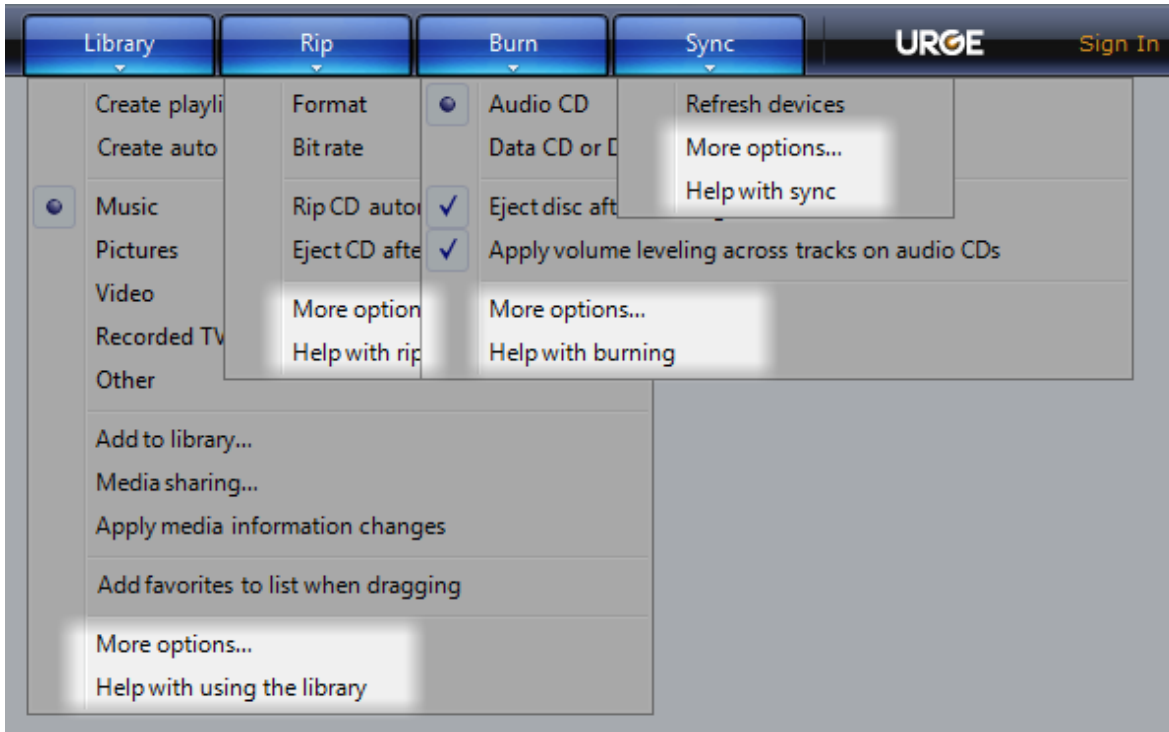 Library Rip Burn Sync URGE Sign In
Create playli
Create auto
Music
Pictures
Video
Recorded TV
Other
Add to library...
Media sharing...
Apply media information changes
Add favorites to list when dragging
More options...
Help with using the library
Format
Bit rate
Rip CD auto
Eject CD afte
More option
Help with rip
Audio CD
Data CD or D
Eject disc aft
Apply volume leveling across tracks on audio CDs
More options...
Help with burning
Refresh devices
More options...
Help with sync